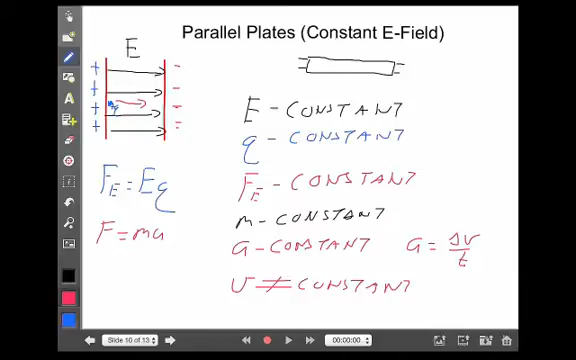 Parallel Plates (Constant E-Field)
E
+ -
+ -
+ q -
+ -
E - CONSTANT
q - CONSTANT
F_E = Eq
F_E - CONSTANT
m - CONSTANT
F = ma
a - CONSTANT a = Δv/t
v ≠ CONSTANT
Slide 10 of 13
00:00:00